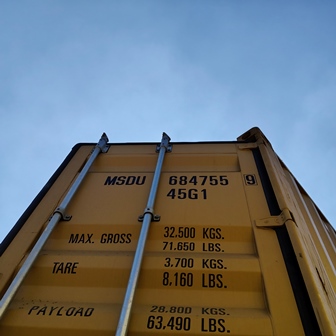 MSDU 684755 9
45G1
MAX. GROSS 32.500 KGS.
71.650 LBS.
TARE 3.700 KGS.
8.160 LBS.
PAYLOAD 28.800 KGS.
63.490 LBS.